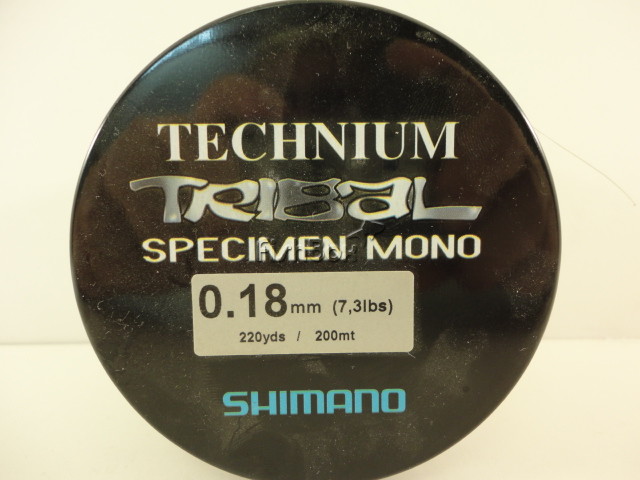 TECHNIUM
TRIBAL
SPECIMEN MONO
0.18mm (7,3lbs)
220yds / 200mt
SHIMANO